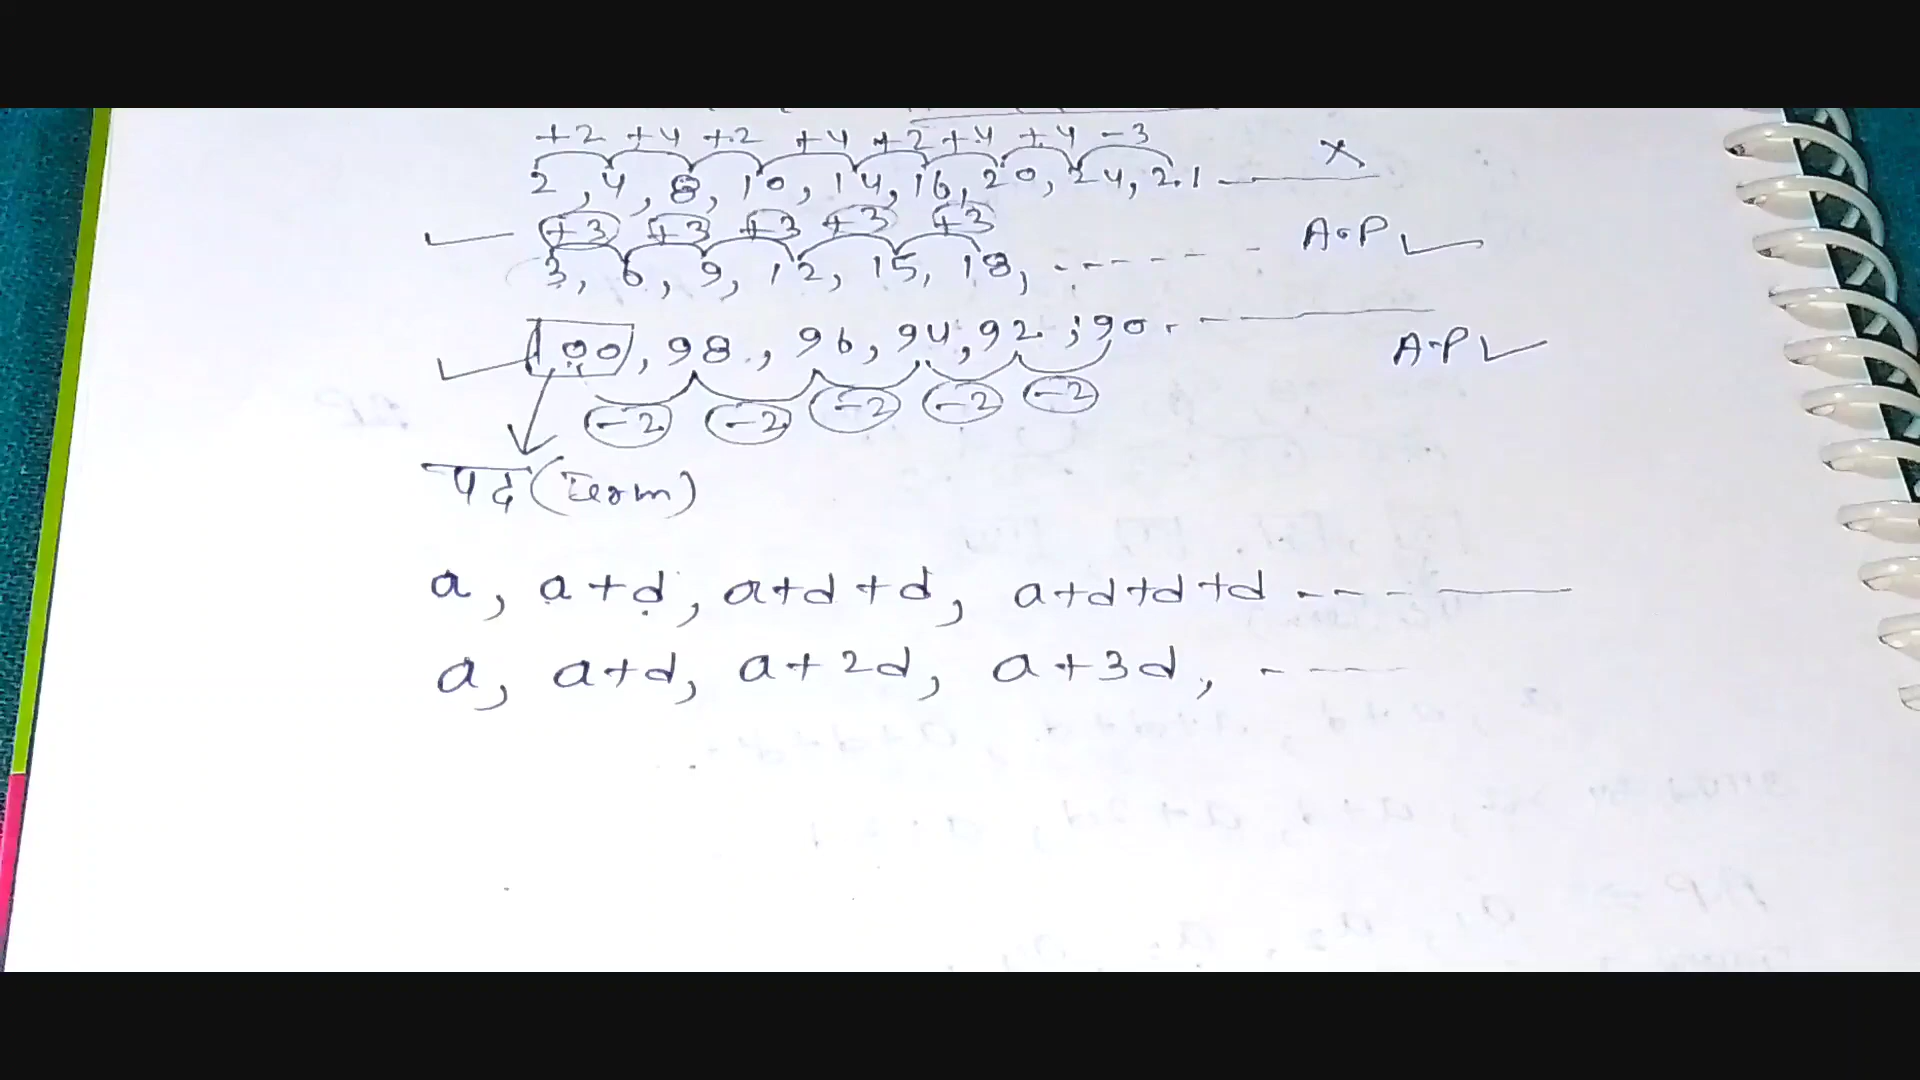 +2 +4 +2 +4 +2 +4 +4 -3
2, 4, 8, 10, 14, 16, 20, 24, 21 ×
+3 +3 +3 +3 +3
3, 6, 9, 12, 15, 18, ------ A.P ✓
100, 98, 96, 94, 92, 90. - A.P ✓
-2 -2 -2 -2 -2
पद (Term)
a, a+d, a+d+d, a+d+d+d ---
a, a+d, a+2d, a+3d, ----